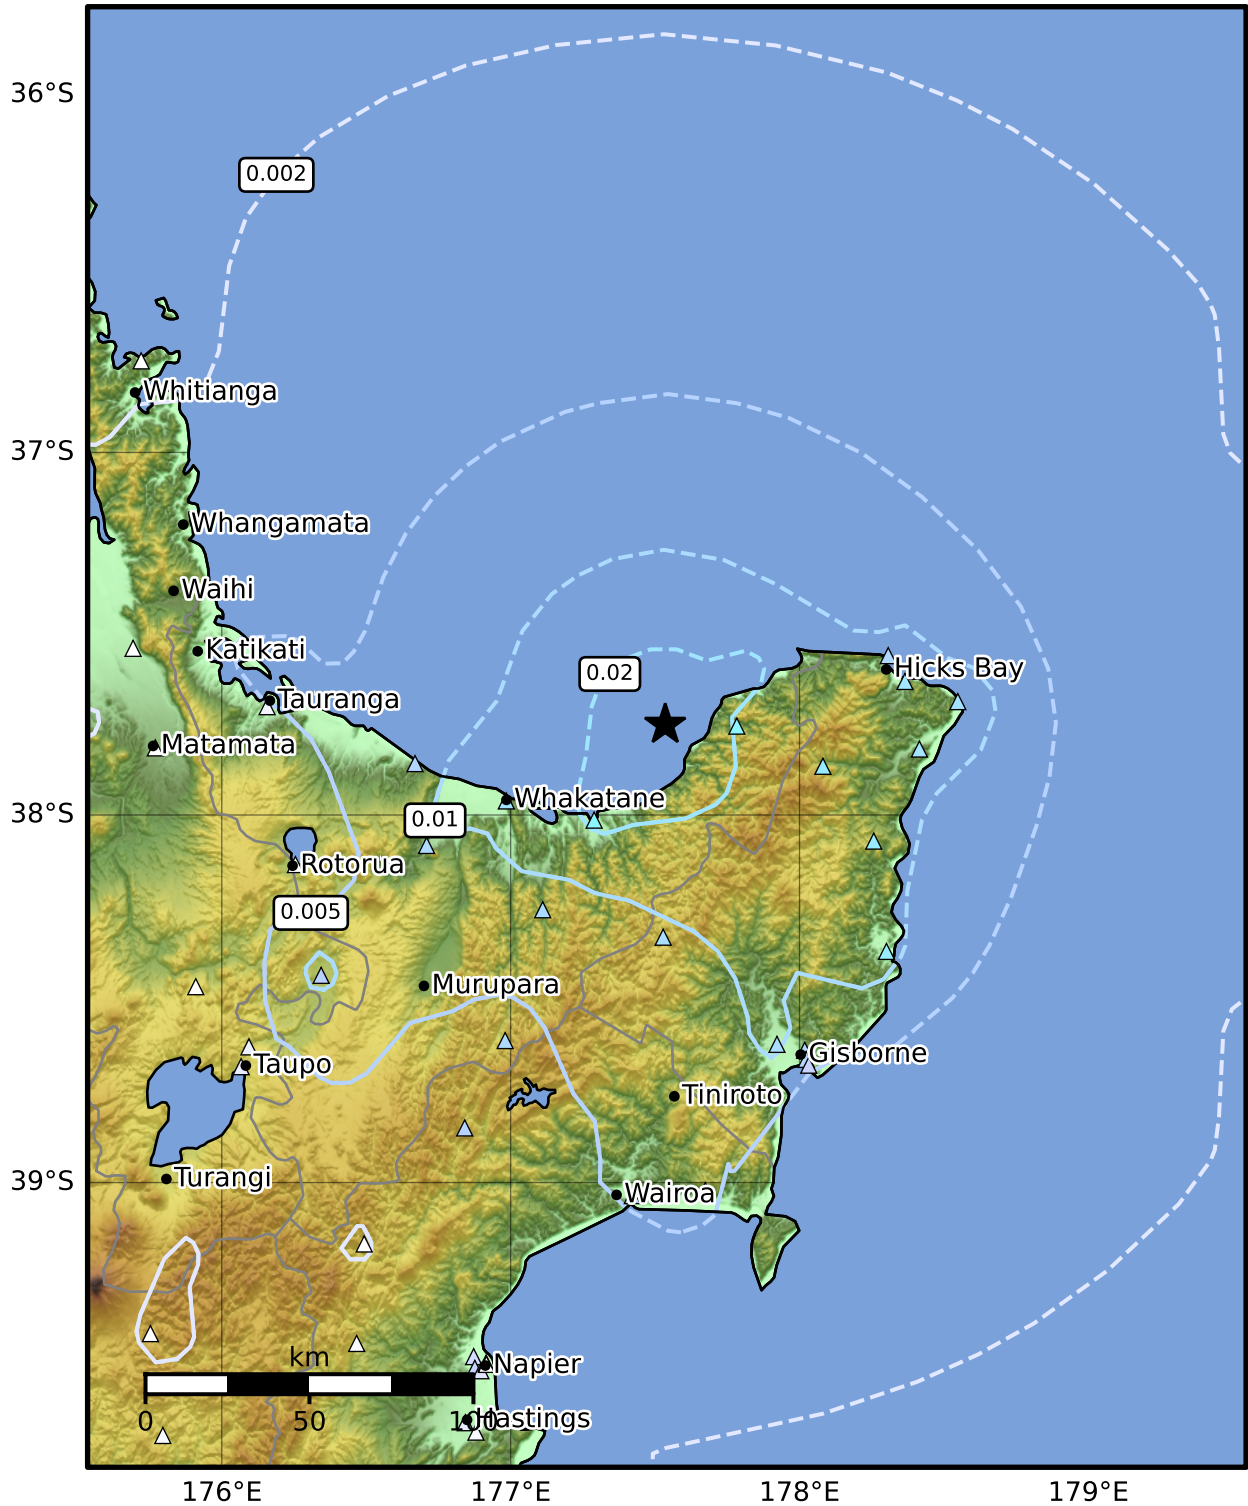 36°S
0.002
Whitianga
37°S
Whangamata
Waihi
Katikati
Hicks Bay
0.02
Tauranga
Matamata
Whakatane
38°S
0.01
Rotorua
0.005
Murupara
Gisborne
Taupo
Tiniroto
39°S
Turangi
Wairoa
km
Napier
0 50 100
Hastings
176°E 177°E 178°E 179°E